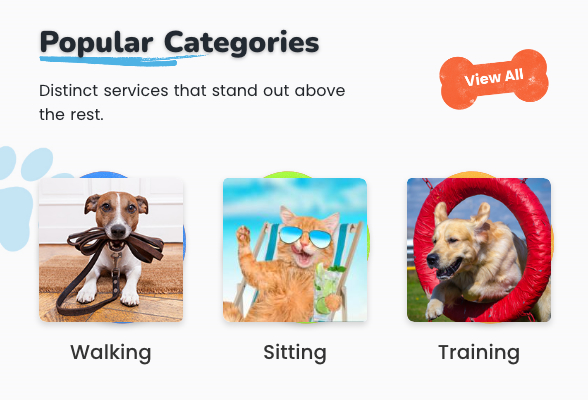 Popular Categories
Distinct services that stand out above
the rest.
View All
Walking
Sitting
Training